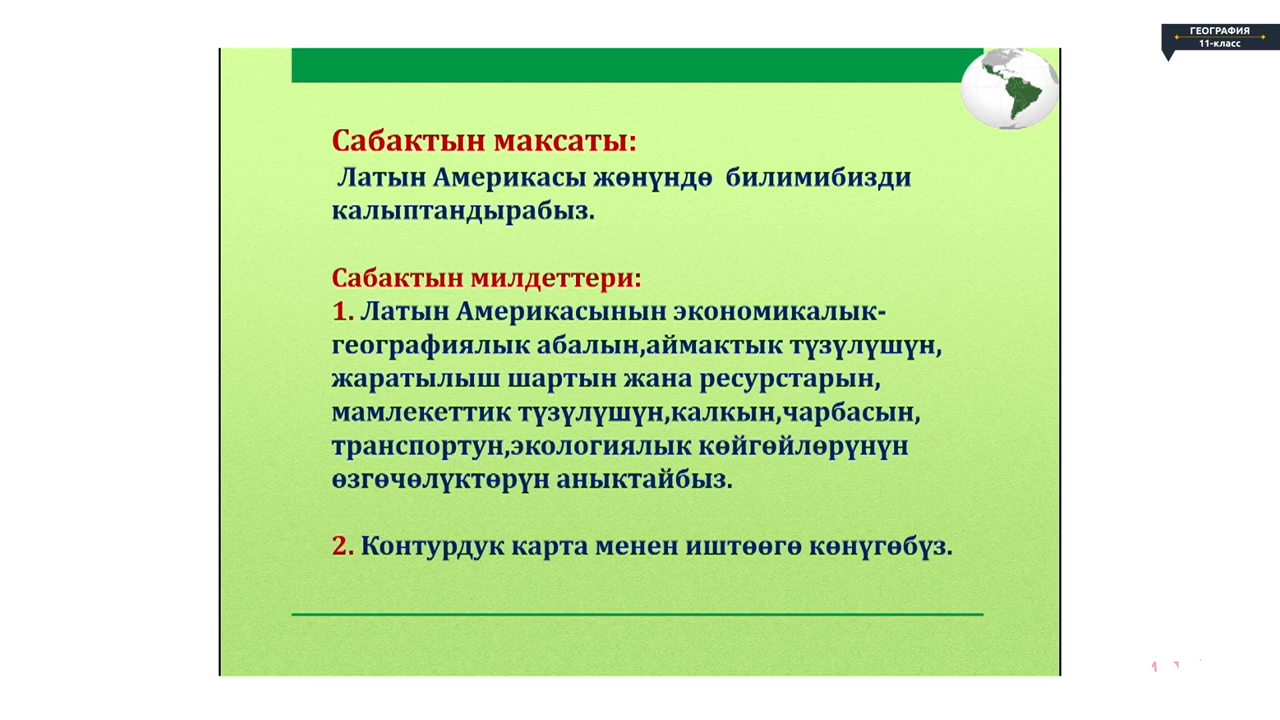 ГЕОГРАФИЯ
11-класс
Сабактын максаты:
Латын Америкасы жөнүндө билимибизди
калыптандырабыз.
Сабактын милдеттери:
1. Латын Америкасынын экономикалык-
географиялык абалын,аймактык түзүлүшүн,
жаратылыш шартын жана ресурстарын,
мамлекеттик түзүлүшүн,калкын,чарбасын,
транспортун,экологиялык көйгөйлөрүнүн
өзгөчөлүктөрүн аныктайбыз.
2. Контурдук карта менен иштөөгө көнүгөбүз.